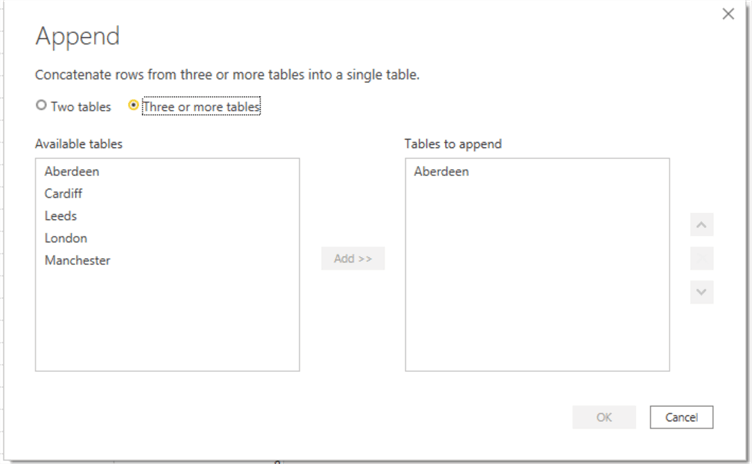 Append
Concatenate rows from three or more tables into a single table.
Two tables Three or more tables
Available tables
Aberdeen
Cardiff
Leeds
London
Manchester
Add >>
Tables to append
Aberdeen
OK Cancel